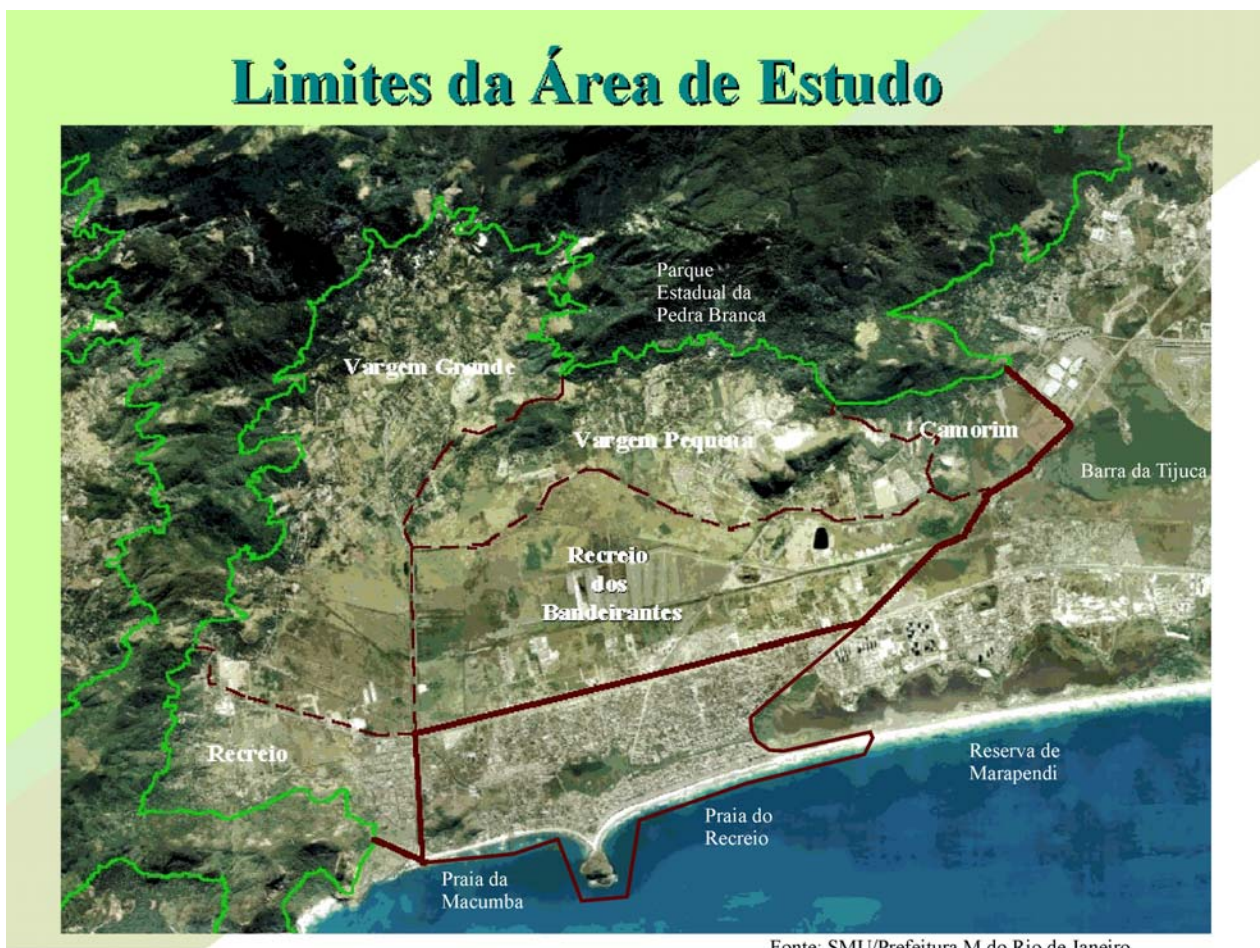 Limites da Área de Estudo
Parque
Estadual da
Pedra Branca
Vargem Grande
Vargem Pequena
Camorim
Barra da Tijuca
Recreio
dos
Bandeirantes
Recreio
Reserva de
Marapendi
Praia do
Recreio
Praia da
Macumba
Fonte: SMU/Prefeitura M do Rio de Janeiro